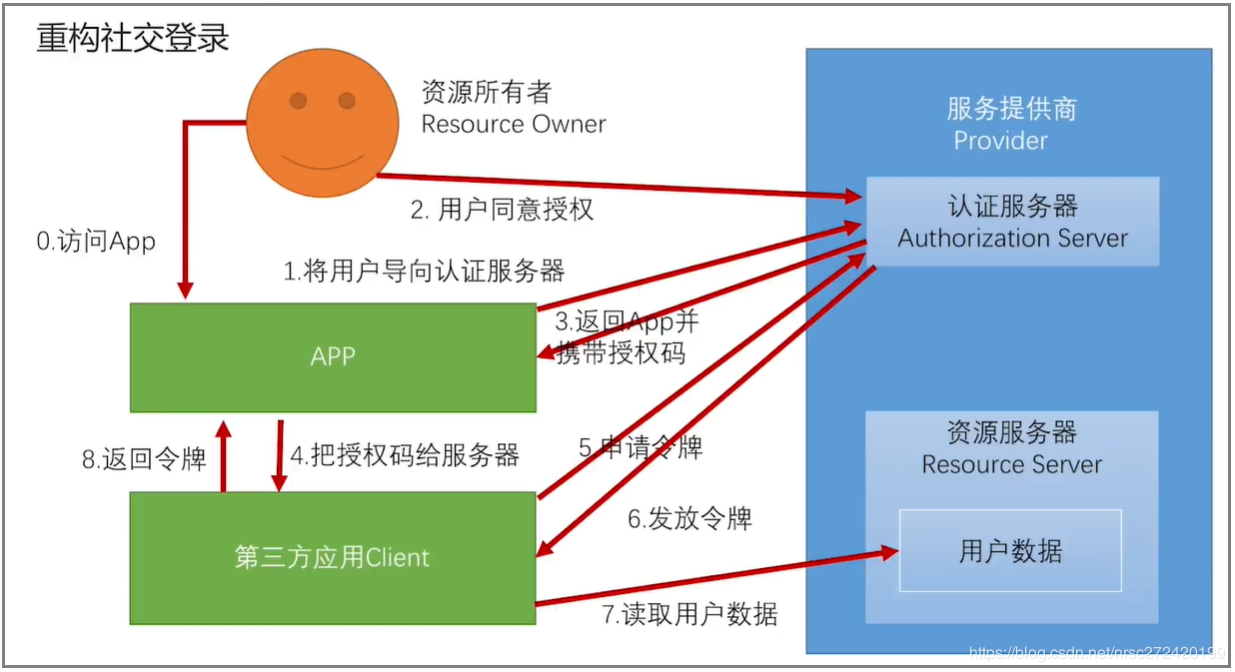 重构社交登录
资源所有者
Resource Owner
服务提供商
Provider
认证服务器
Authorization Server
2. 用户同意授权
0.访问App
1.将用户导向认证服务器
3.返回App并
携带授权码
APP
8.返回令牌
4.把授权码给服务器
5.申请令牌
资源服务器
Resource Server
6.发放令牌
用户数据
第三方应用Client
7.读取用户数据
https://blog.csdn.net/nrsc272420199